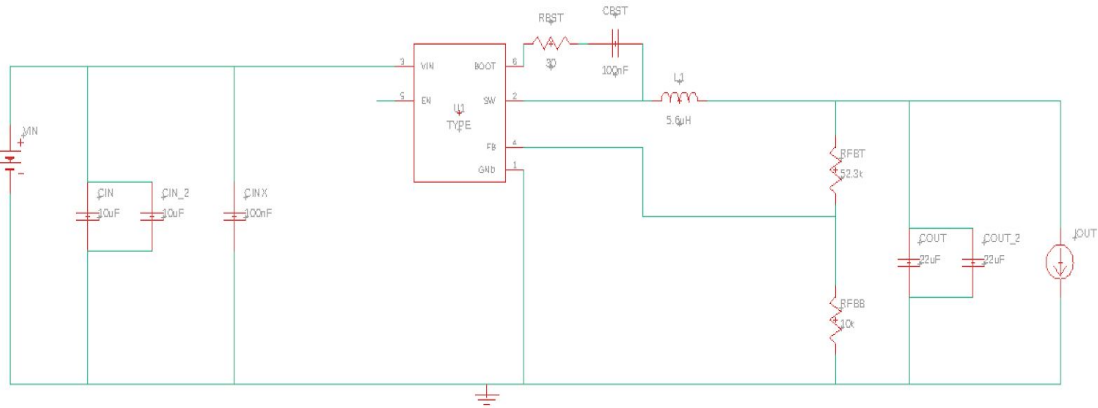 RBST
30
CBST
100nF
3
VIN
BOOT
6
5
EN
SW
2
U1
TYPE
FB
4
GND
1
L1
5.6uH
VIN
+
-
CIN
10uF
CIN_2
10uF
CINX
100nF
RFBT
52.3k
RFBB
10k
COUT
22uF
COUT_2
22uF
IOUT